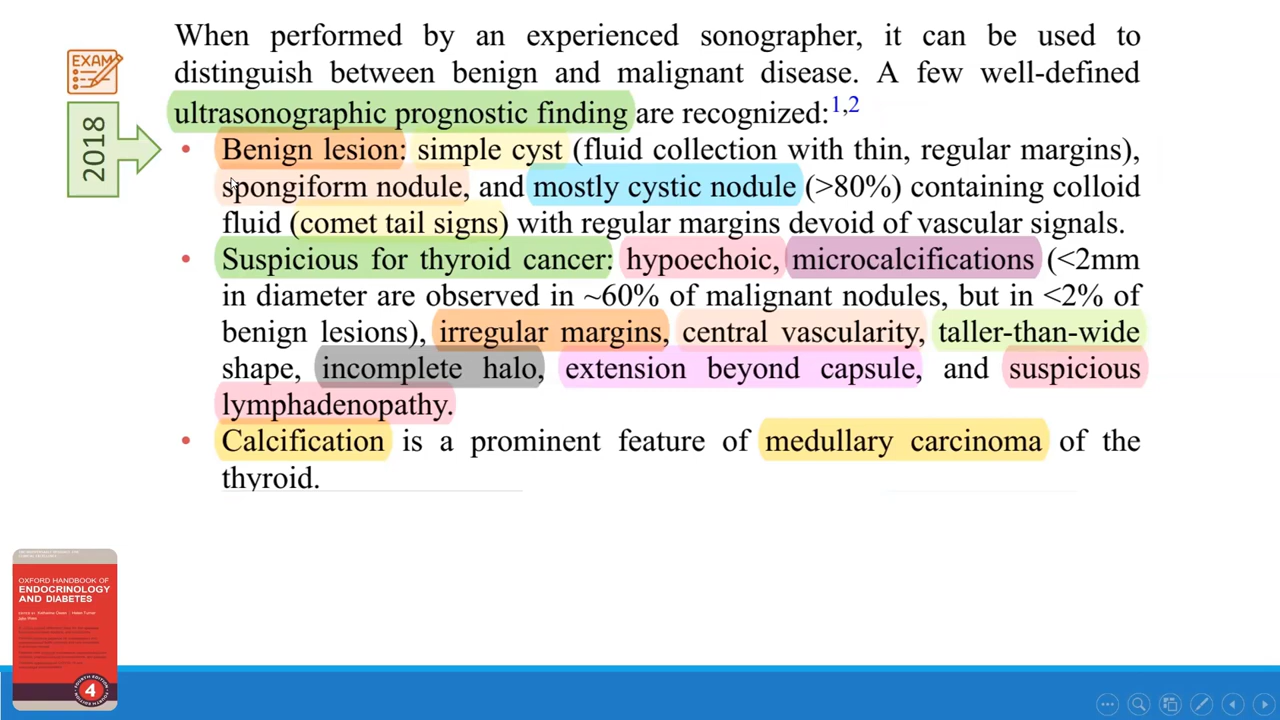 When performed by an experienced sonographer, it can be used to
distinguish between benign and malignant disease. A few well-defined
ultrasonographic prognostic finding are recognized:1,2
EXAM
2018
• Benign lesion: simple cyst (fluid collection with thin, regular margins),
spongiform nodule, and mostly cystic nodule (>80%) containing colloid
fluid (comet tail signs) with regular margins devoid of vascular signals.
• Suspicious for thyroid cancer: hypoechoic, microcalcifications (<2mm
in diameter are observed in ~60% of malignant nodules, but in <2% of
benign lesions), irregular margins, central vascularity, taller-than-wide
shape, incomplete halo, extension beyond capsule, and suspicious
lymphadenopathy.
• Calcification is a prominent feature of medullary carcinoma of the
thyroid.
OXFORD HANDBOOK OF
ENDOCRINOLOGY
AND DIABETES
4